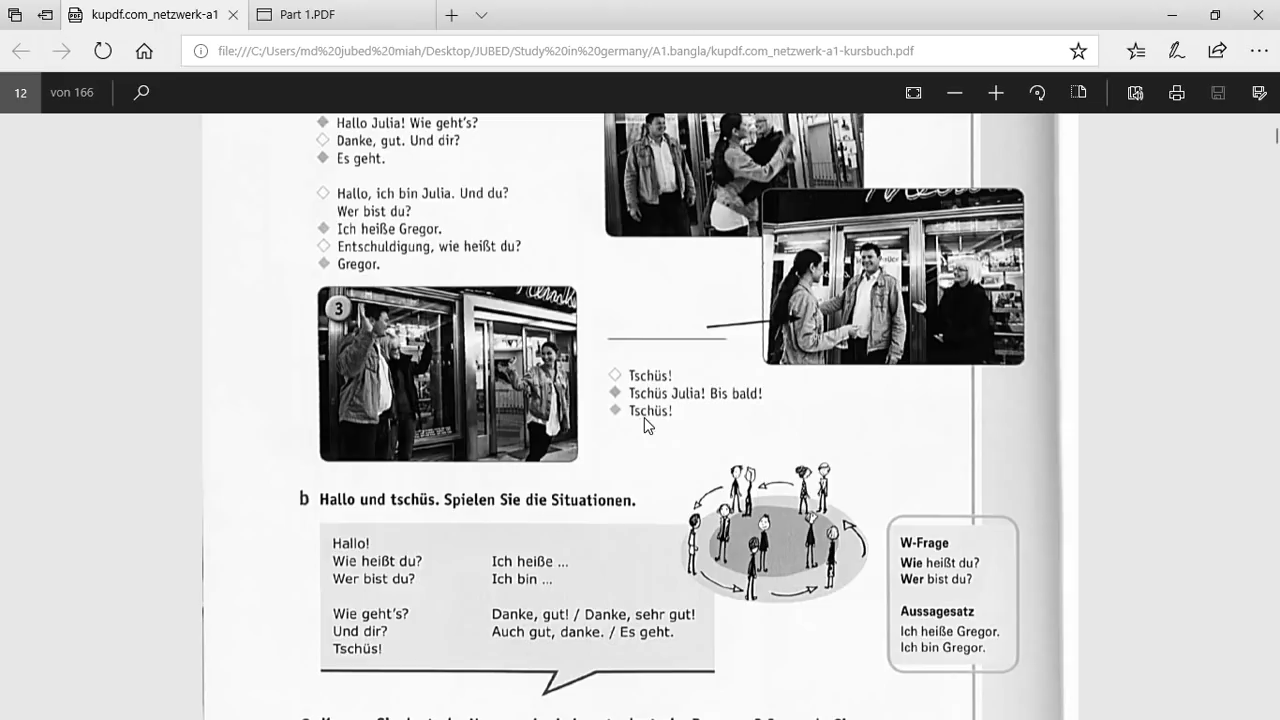 kupdf.com_netzwerk-a1
Part 1.PDF
file:///C:/Users/md%20jubed%20miah/Desktop/JUBED/Study%20in%20germany/A1.bangla/kupdf.com_netzwerk-a1-kursbuch.pdf
12 von 166
Hallo Julia! Wie geht's?
Danke, gut. Und dir?
Es geht.
Hallo, ich bin Julia. Und du?
Wer bist du?
Ich heiße Gregor.
Entschuldigung, wie heißt du?
Gregor.
3
Tschüs!
Tschüs Julia! Bis bald!
Tschüs!
b Hallo und tschüs. Spielen Sie die Situationen.
Hallo!
Wie heißt du? Ich heiße ...
Wer bist du? Ich bin ...
Wie geht's? Danke, gut! / Danke, sehr gut!
Und dir? Auch gut, danke. / Es geht.
Tschüs!
W-Frage
Wie heißt du?
Wer bist du?
Aussagesatz
Ich heiße Gregor.
Ich bin Gregor.